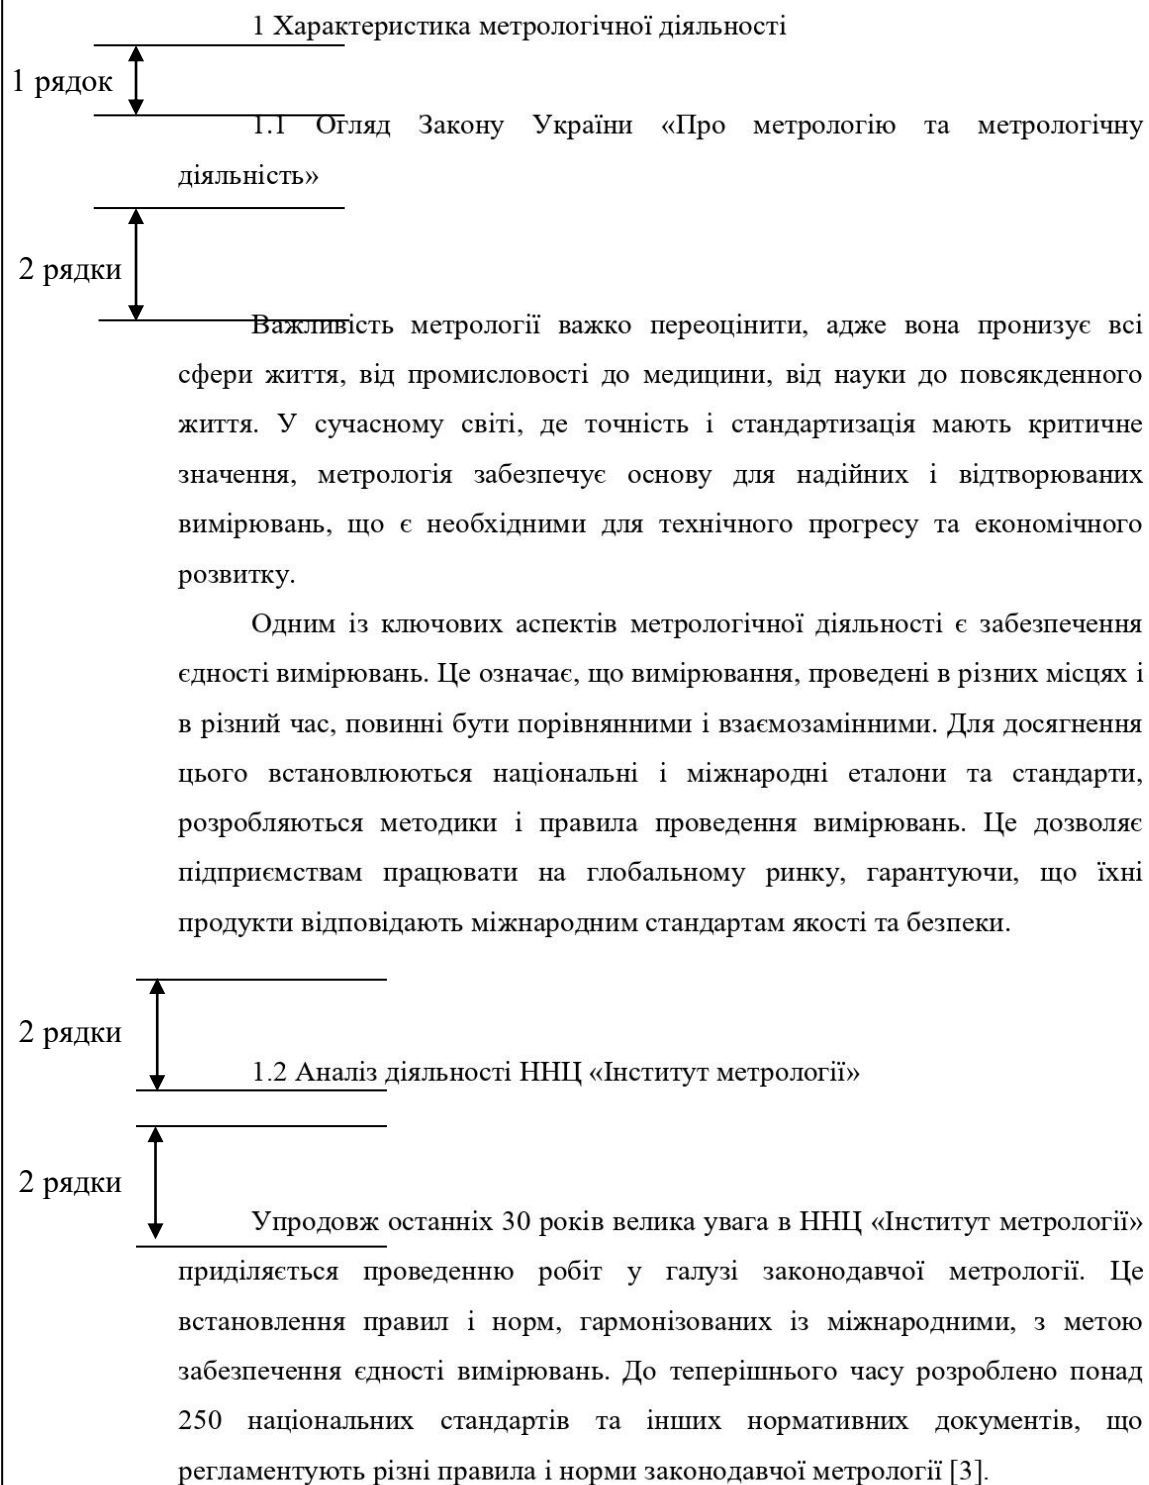 1 Характеристика метрологічної діяльності
1 рядок
1.1 Огляд Закону України «Про метрологію та метрологічну
діяльність»
2 рядки
Важливість метрології важко переоцінити, адже вона пронизує всі
сфери життя, від промисловості до медицини, від науки до повсякденного
життя. У сучасному світі, де точність і стандартизація мають критичне
значення, метрологія забезпечує основу для надійних і відтворюваних
вимірювань, що є необхідними для технічного прогресу та економічного
розвитку.
Одним із ключових аспектів метрологічної діяльності є забезпечення
єдності вимірювань. Це означає, що вимірювання, проведені в різних місцях і
в різний час, повинні бути порівнянними і взаємозамінними. Для досягнення
цього встановлюються національні і міжнародні еталони та стандарти,
розробляються методики і правила проведення вимірювань. Це дозволяє
підприємствам працювати на глобальному ринку, гарантуючи, що їхні
продукти відповідають міжнародним стандартам якості та безпеки.
2 рядки
1.2 Аналіз діяльності ННЦ «Інститут метрології»
2 рядки
Упродовж останніх 30 років велика увага в ННЦ «Інститут метрології»
приділяється проведенню робіт у галузі законодавчої метрології. Це
встановлення правил і норм, гармонізованих із міжнародними, з метою
забезпечення єдності вимірювань. До теперішнього часу розроблено понад
250 національних стандартів та інших нормативних документів, що
регламентують різні правила і норми законодавчої метрології [3].